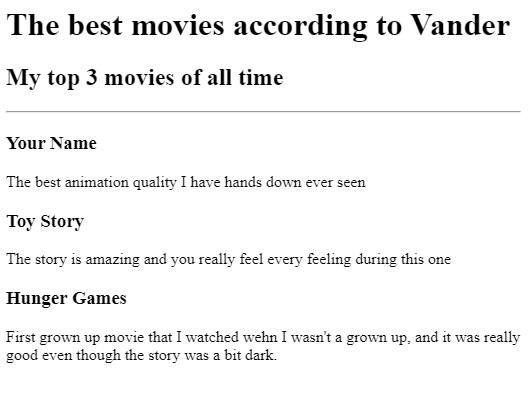 The best movies according to Vander
My top 3 movies of all time
Your Name
The best animation quality I have hands down ever seen
Toy Story
The story is amazing and you really feel every feeling during this one
Hunger Games
First grown up movie that I watched wehn I wasn't a grown up, and it was really
good even though the story was a bit dark.